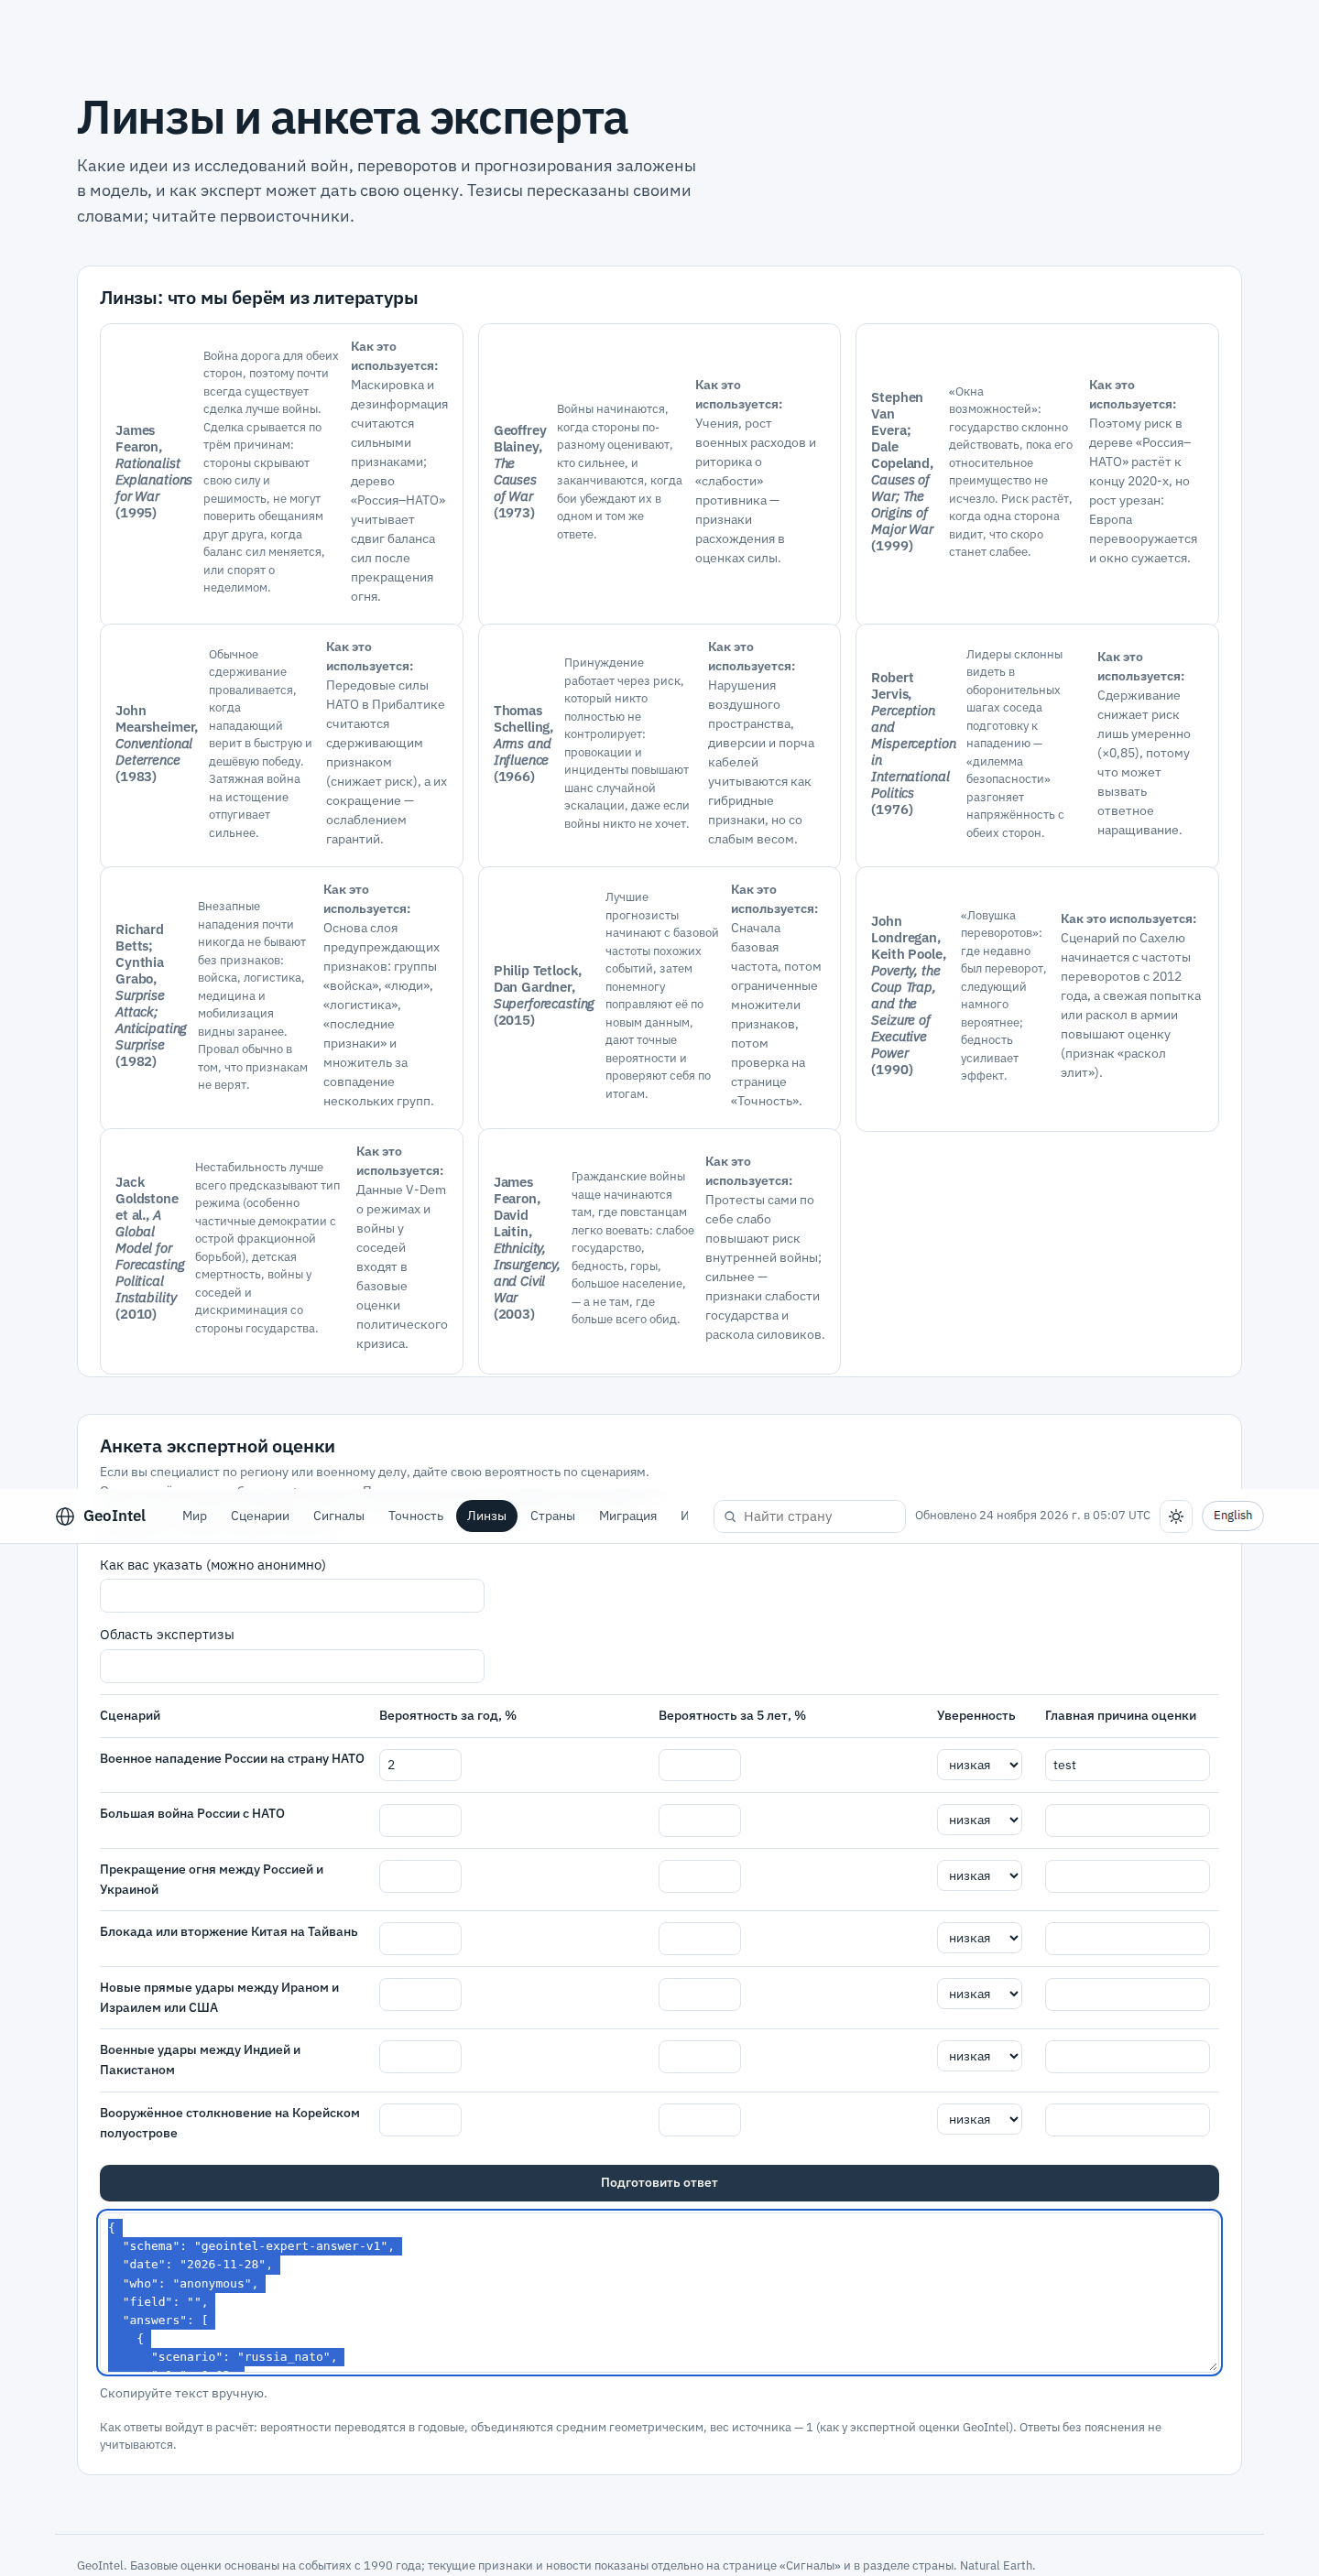 Линзы и анкета эксперта
Какие идеи из исследований войн, переворотов и прогнозирования заложены
в модель, и как эксперт может дать свою оценку. Тезисы пересказаны своими
словами; читайте первоисточники.
Линзы: что мы берём из литературы
James
Fearon,
Rationalist
Explanations
for War
(1995)
Война дорога для обеих
сторон, поэтому почти
всегда существует
сделка лучше войны.
Сделка срывается по
трём причинам:
стороны скрывают
свою силу и
решимость, не могут
поверить обещаниям
друг друга, когда
баланс сил меняется,
или спорят о
неделимом.
Как это
используется:
Маскировка и
дезинформация
считаются
сильными
признаками;
дерево
«Россия–НАТО»
учитывает
сдвиг баланса
сил после
прекращения
огня.
Geoffrey
Blainey,
The
Causes
of War
(1973)
Войны начинаются,
когда стороны по-
разному оценивают,
кто сильнее, и
заканчиваются, когда
бои убеждают их в
одном и том же
ответе.
Как это
используется:
Учения, рост
военных расходов и
риторика о
«слабости»
противника —
признаки
расхождения в
оценках силы.
Stephen
Van
Evera;
Dale
Copeland,
Causes of
War; The
Origins of
Major War
(1999)
«Окна
возможностей»:
государство склонно
действовать, пока его
относительное
преимущество не
исчезло. Риск растёт,
когда одна сторона
видит, что скоро
станет слабее.
Как это
используется:
Поэтому риск в
дереве «Россия–
НАТО» растёт к
концу 2020-х, но
рост урезан:
Европа
перевооружается
и окно сужается.
John
Mearsheimer,
Conventional
Deterrence
(1983)
Обычное
сдерживание
проваливается,
когда
нападающий
верит в быструю и
дешёвую победу.
Затяжная война
на истощение
отпугивает
сильнее.
Как это
используется:
Передовые силы
НАТО в Прибалтике
считаются
сдерживающим
признаком
(снижает риск), а их
сокращение —
ослаблением
гарантий.
Thomas
Schelling,
Arms and
Influence
(1966)
Принуждение
работает через риск,
который никто
полностью не
контролирует:
провокации и
инциденты повышают
шанс случайной
эскалации, даже если
войны никто не хочет.
Как это
используется:
Нарушения
воздушного
пространства,
диверсии и порча
кабелей
учитываются как
гибридные
признаки, но со
слабым весом.
Robert
Jervis,
Perception
and
Misperception
in
International
Politics
(1976)
Лидеры склонны
видеть в
оборонительных
шагах соседа
подготовку к
нападению —
«дилемма
безопасности»
разгоняет
напряжённость с
обеих сторон.
Как это
используется:
Сдерживание
снижает риск
лишь умеренно
(×0,85), потому
что может
вызвать
ответное
наращивание.
Richard
Betts;
Cynthia
Grabo,
Surprise
Attack;
Anticipating
Surprise
(1982)
Внезапные
нападения почти
никогда не бывают
без признаков:
войска, логистика,
медицина и
мобилизация
видны заранее.
Провал обычно в
том, что признакам
не верят.
Как это
используется:
Основа слоя
предупреждающих
признаков: группы
«войска», «люди»,
«логистика»,
«последние
признаки» и
множитель за
совпадение
нескольких групп.
Philip Tetlock,
Dan Gardner,
Superforecasting
(2015)
Лучшие
прогнозисты
начинают с базовой
частоты похожих
событий, затем
понемногу
поправляют её по
новым данным,
дают точные
вероятности и
проверяют себя по
итогам.
Как это
используется:
Сначала
базовая
частота, потом
ограниченные
множители
признаков,
потом
проверка на
странице
«Точность».
John
Londregan,
Keith Poole,
Poverty, the
Coup Trap,
and the
Seizure of
Executive
Power
(1990)
«Ловушка
переворотов»:
где недавно
был переворот,
следующий
намного
вероятнее;
бедность
усиливает
эффект.
Как это используется:
Сценарий по Сахелю
начинается с частоты
переворотов с 2012
года, а свежая попытка
или раскол в армии
повышают оценку
(признак «раскол
элит»).
Jack
Goldstone
et al., A
Global
Model for
Forecasting
Political
Instability
(2010)
Нестабильность лучше
всего предсказывают тип
режима (особенно
частичные демократии с
острой фракционной
борьбой), детская
смертность, войны у
соседей и
дискриминация со
стороны государства.
Как это
используется:
Данные V-Dem
о режимах и
войны у
соседей
входят в
базовые
оценки
политического
кризиса.
James
Fearon,
David
Laitin,
Ethnicity,
Insurgency,
and Civil
War
(2003)
Гражданские войны
чаще начинаются
там, где повстанцам
легко воевать: слабое
государство,
бедность, горы,
большое население,
— а не там, где
больше всего обид.
Как это
используется:
Протесты сами по
себе слабо
повышают риск
внутренней войны;
сильнее —
признаки слабости
государства и
раскола силовиков.
Анкета экспертной оценки
Если вы специалист по региону или военному делу, дайте свою вероятность по сценариям.
GeoIntel
Мир
Сценарии
Сигналы
Точность
Линзы
Страны
Миграция
Найти страну
Обновлено 24 ноября 2026 г. в 05:07 UTC
English
Как вас указать (можно анонимно)
Область экспертизы
Сценарий
Вероятность за год, %
Вероятность за 5 лет, %
Уверенность
Главная причина оценки
Военное нападение России на страну НАТО
2
низкая
test
Большая война России с НАТО
низкая
Прекращение огня между Россией и
Украиной
низкая
Блокада или вторжение Китая на Тайвань
низкая
Новые прямые удары между Ираном и
Израилем или США
низкая
Военные удары между Индией и
Пакистаном
низкая
Вооружённое столкновение на Корейском
полуострове
низкая
Подготовить ответ
{
"schema": "geointel-expert-answer-v1",
"date": "2026-11-28",
"who": "anonymous",
"field": "",
"answers": [
{
"scenario": "russia_nato",
Скопируйте текст вручную.
Как ответы войдут в расчёт: вероятности переводятся в годовые, объединяются средним геометрическим, вес источника — 1 (как у экспертной оценки GeoIntel). Ответы без пояснения не
учитываются.
GeoIntel. Базовые оценки основаны на событиях с 1990 года; текущие признаки и новости показаны отдельно на странице «Сигналы» и в разделе страны. Natural Earth.